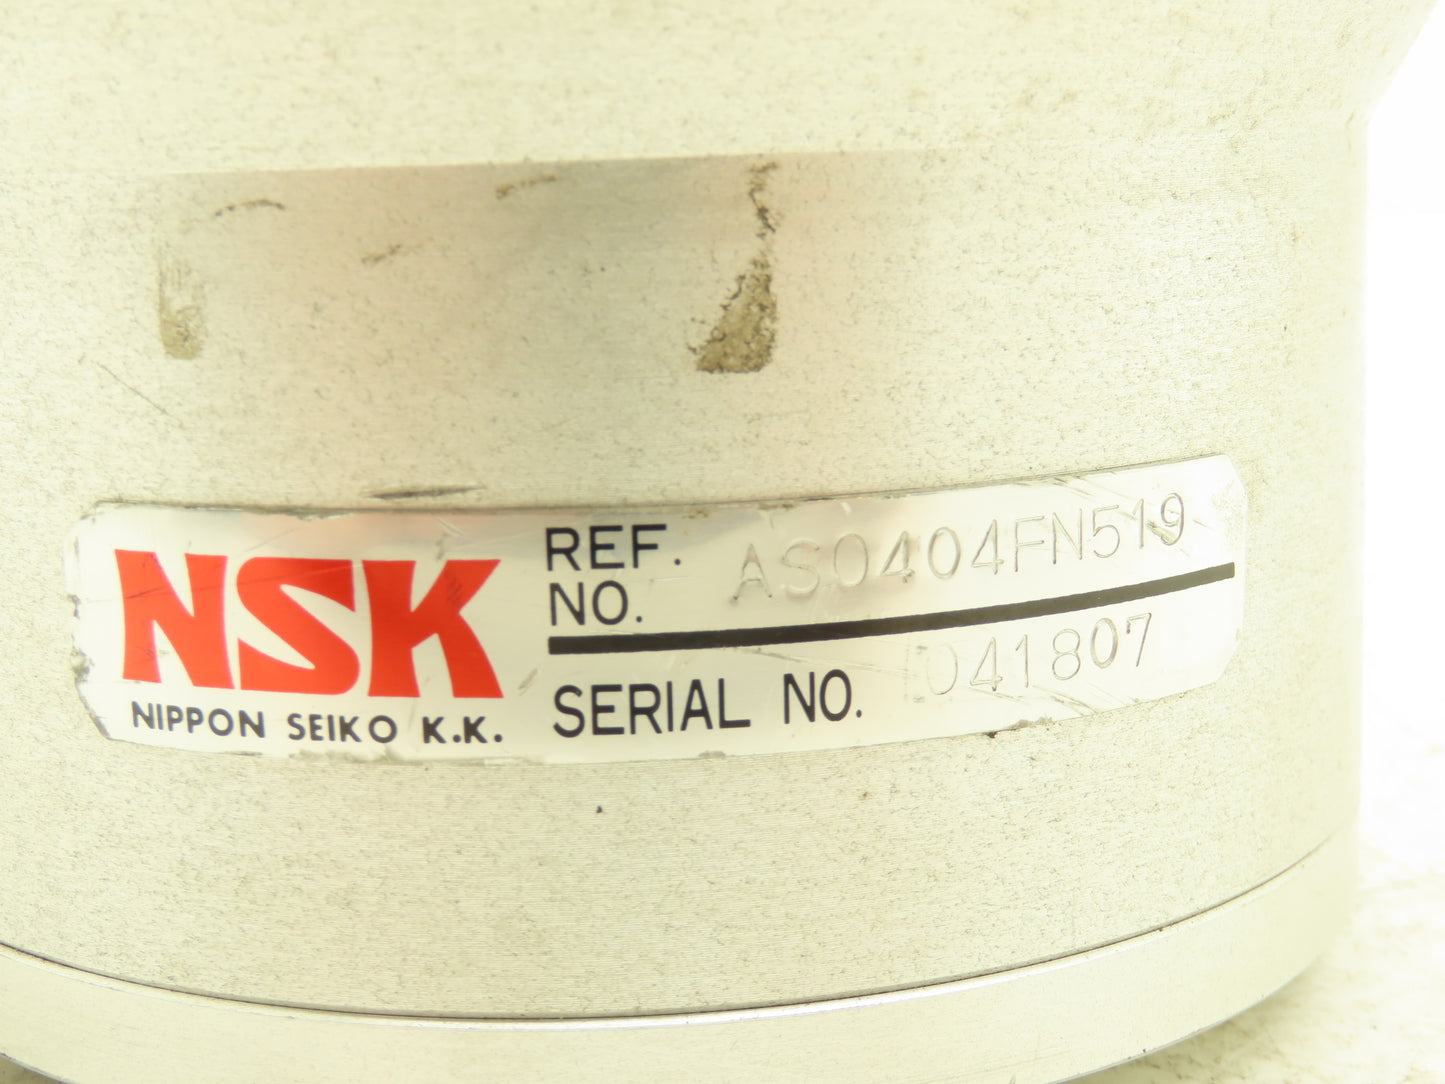 NSK
NIPPON SEIKO K.K.
REF. NO. AS0404FN519
SERIAL NO. 041807